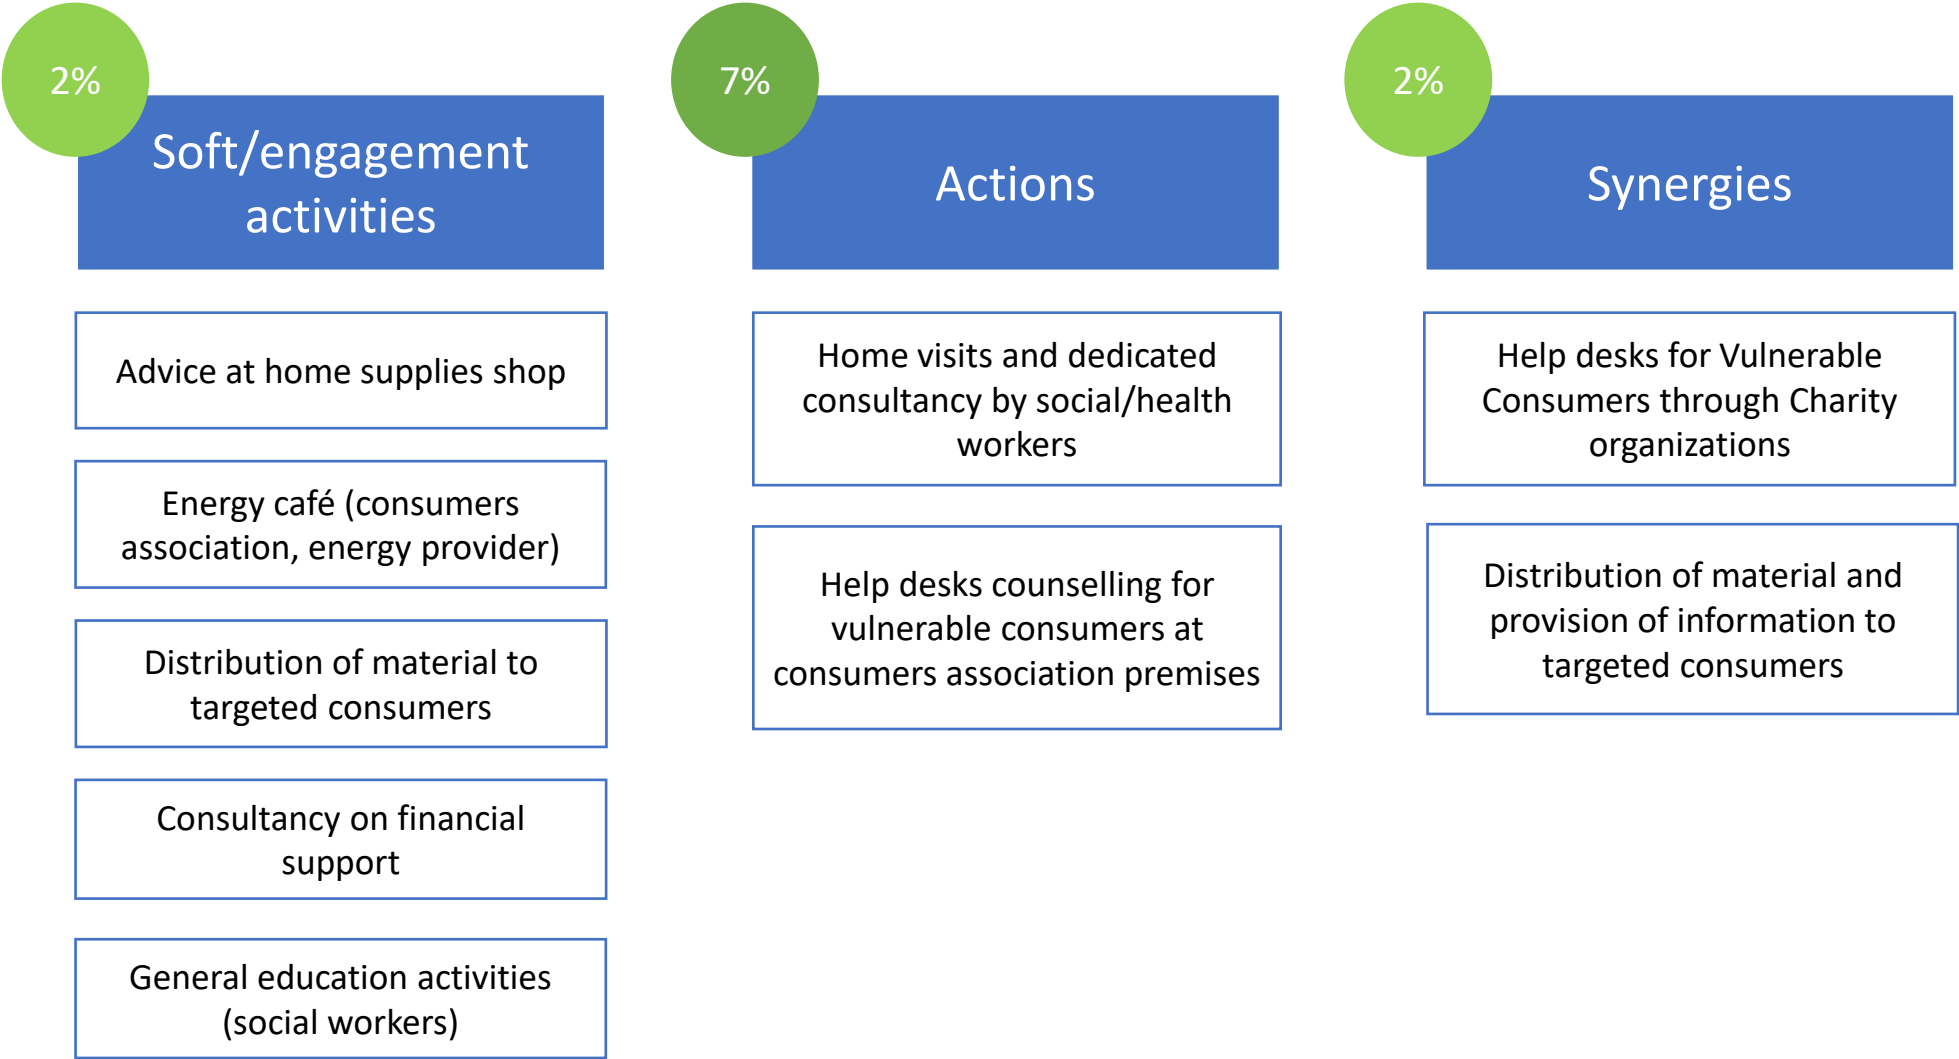 2%
Soft/engagement
activities
Advice at home supplies shop
Energy café (consumers
association, energy provider)
Distribution of material to
targeted consumers
Consultancy on financial
support
General education activities
(social workers)
7%
Actions
Home visits and dedicated
consultancy by social/health
workers
Help desks counselling for
vulnerable consumers at
consumers association premises
2%
Synergies
Help desks for Vulnerable
Consumers through Charity
organizations
Distribution of material and
provision of information to
targeted consumers